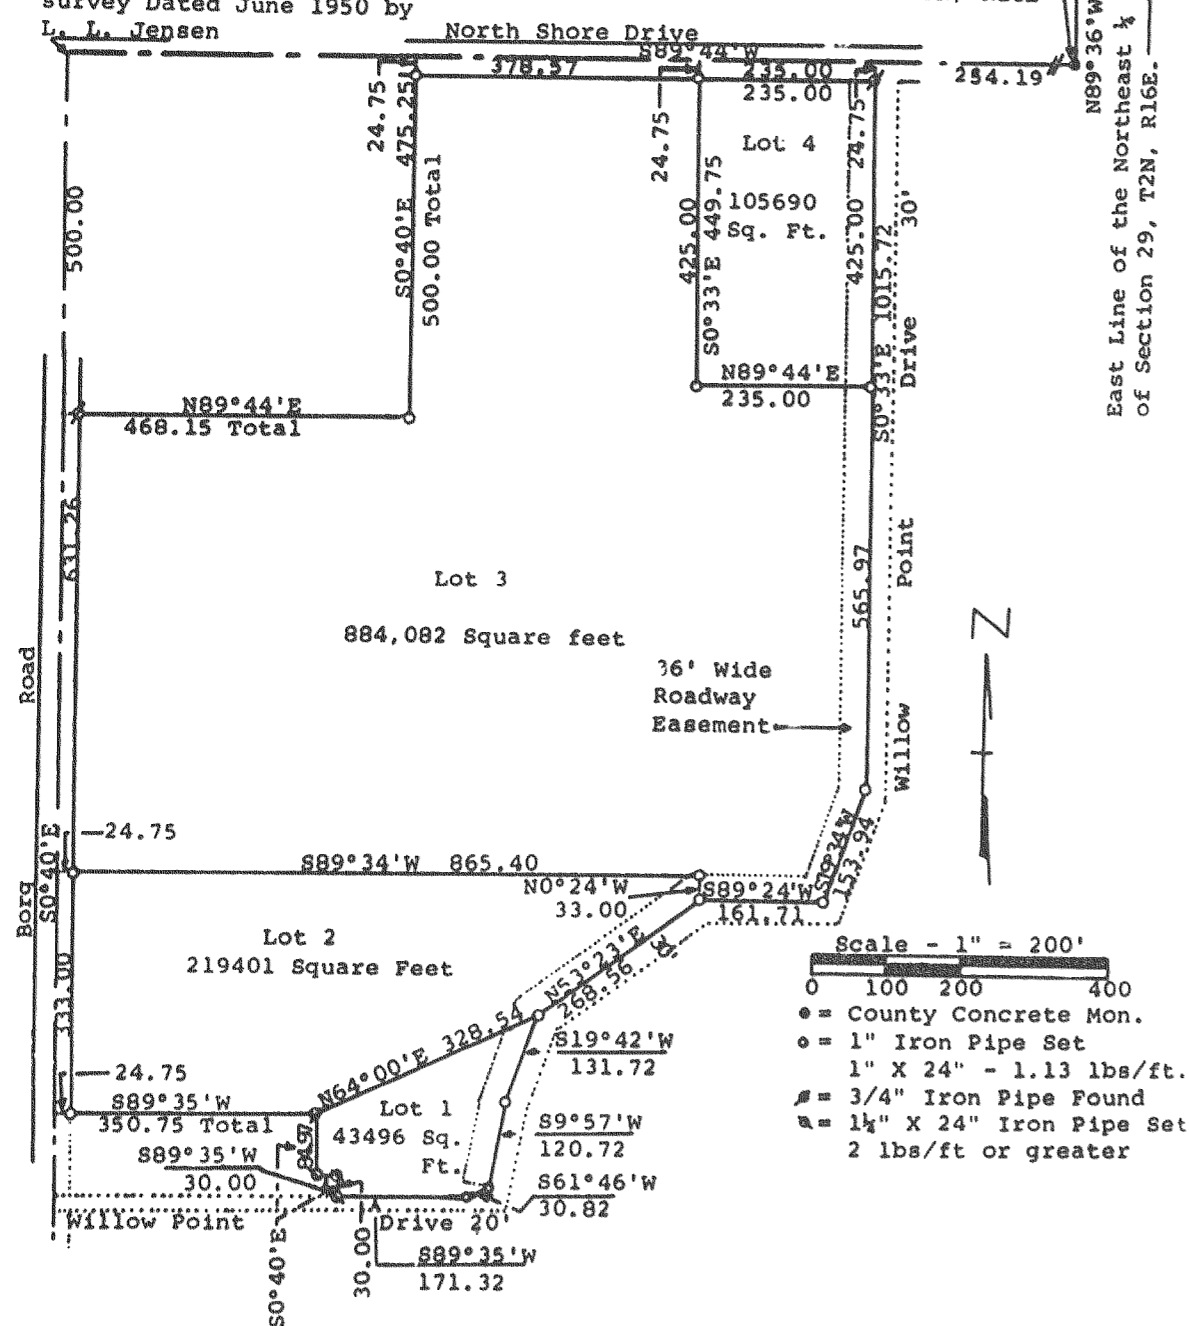 survey Dated June 1950 by
L. L. Jensen
North Shore Drive
S89°44'W
378.57
235.00
235.00
254.19
N89°36'W
East Line of the Northeast ¼
of Section 29, T2N, R16E.
24.75
475.25
S0°40'E
500.00 Total
24.75
425.00
S0°33'E 449.75
Lot 4
105690
Sq. Ft.
24.75
425.00
S0°33'E 1015.72
30'
500.00
N89°44'E
235.00
N89°44'E
468.15 Total
631.26
Lot 3
884,082 Square feet
565.97
36' Wide
Roadway
Easement
Willow Point Drive
Borg Road
S0°40'E
24.75
S89°34'W 865.40
N0°24'W
33.00
S89°24'W
161.71
S19°34'W
153.94
Lot 2
219401 Square Feet
N53°23'E
268.56
333.00
N64°00'E 328.54
S19°42'W
131.72
24.75
S89°35'W
350.75 Total
Lot 1
43496 Sq.
Ft.
84.97
S9°57'W
120.72
S89°35'W
30.00
S61°46'W
30.82
Willow Point Drive 20'
S0°40'E
30.00
S89°35'W
171.32
N
Scale - 1" = 200'
0 100 200 400
= County Concrete Mon.
= 1" Iron Pipe Set
1" X 24" - 1.13 lbs/ft.
= 3/4" Iron Pipe Found
= 1¼" X 24" Iron Pipe Set
2 lbs/ft or greater